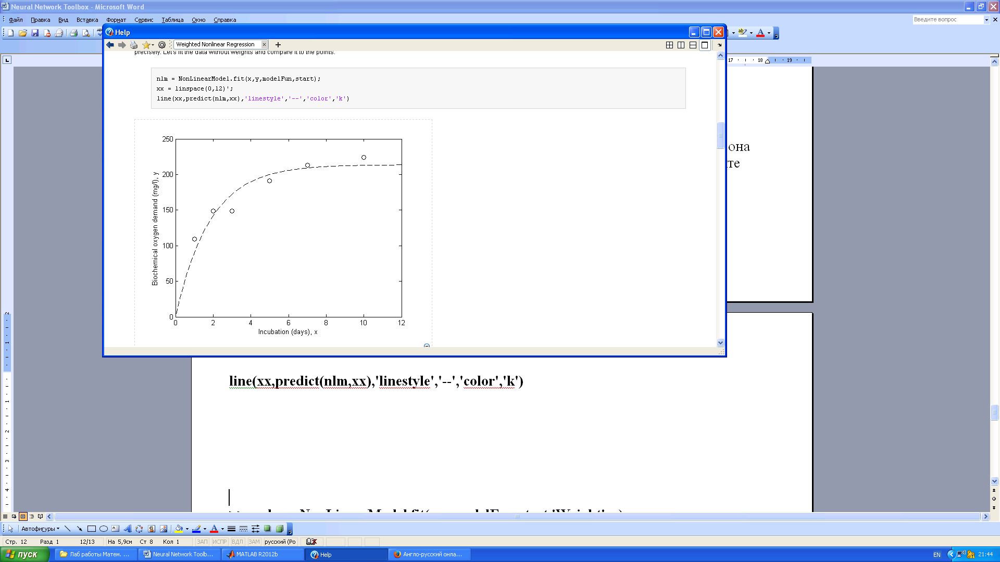 Neural Network Toolbox - Microsoft Word
Файл Правка Вид Вставка Формат Сервис Таблица Окно Справка
Введите вопрос
Help
Weighted Nonlinear Regression
precisely. Let's fit the data without weights and compare it to the points.
nlm = NonLinearModel.fit(x,y,modelFun,start);
xx = linspace(0,12)';
line(xx,predict(nlm,xx),'linestyle','--','color','k')
250
200
150
100
50
0
Biochemical oxygen demand (mg/l), y
0 2 4 6 8 10 12
Incubation (days), x
17 18 19
она
те
2
1
1
2
3
4
line(xx,predict(nlm,xx),'linestyle','--','color','k')
Автофигуры
Стр. 12 Разд 1 12/13 На 5,9см Ст 8 Кол 1 ЗАП ИСПР ВДЛ ЗАМ русский (Ро
пуск
Лаб работы Матем. ...
Neural Network Toolb...
MATLAB R2012b
Help
Англо-русский онла...
EN
21:44